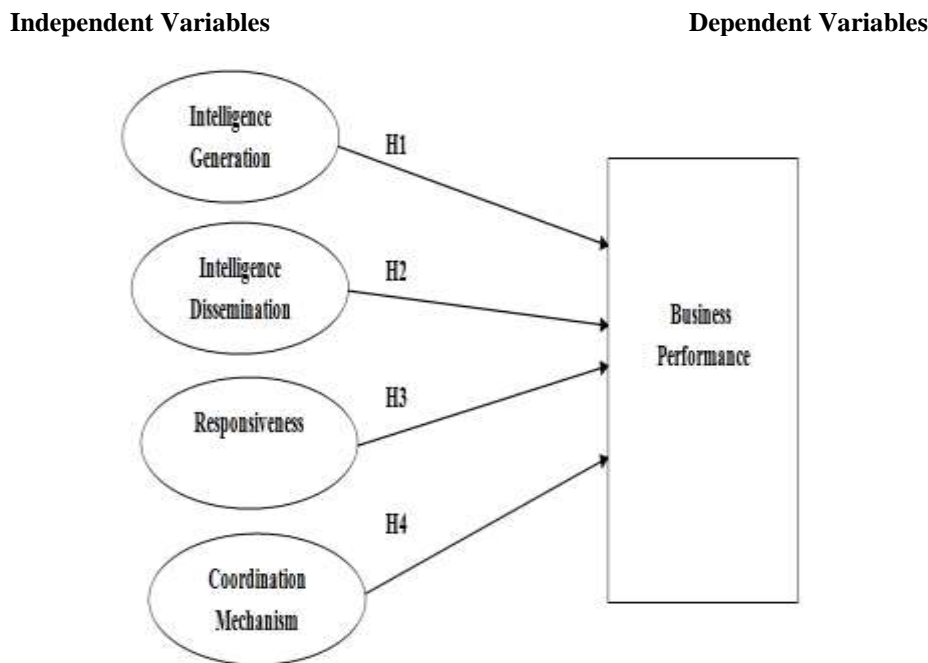 Independent Variables
Dependent Variables
Intelligence
Generation
H1
Intelligence
Dissemination
H2
Responsiveness
H3
Coordination
Mechanism
H4
Business
Performance